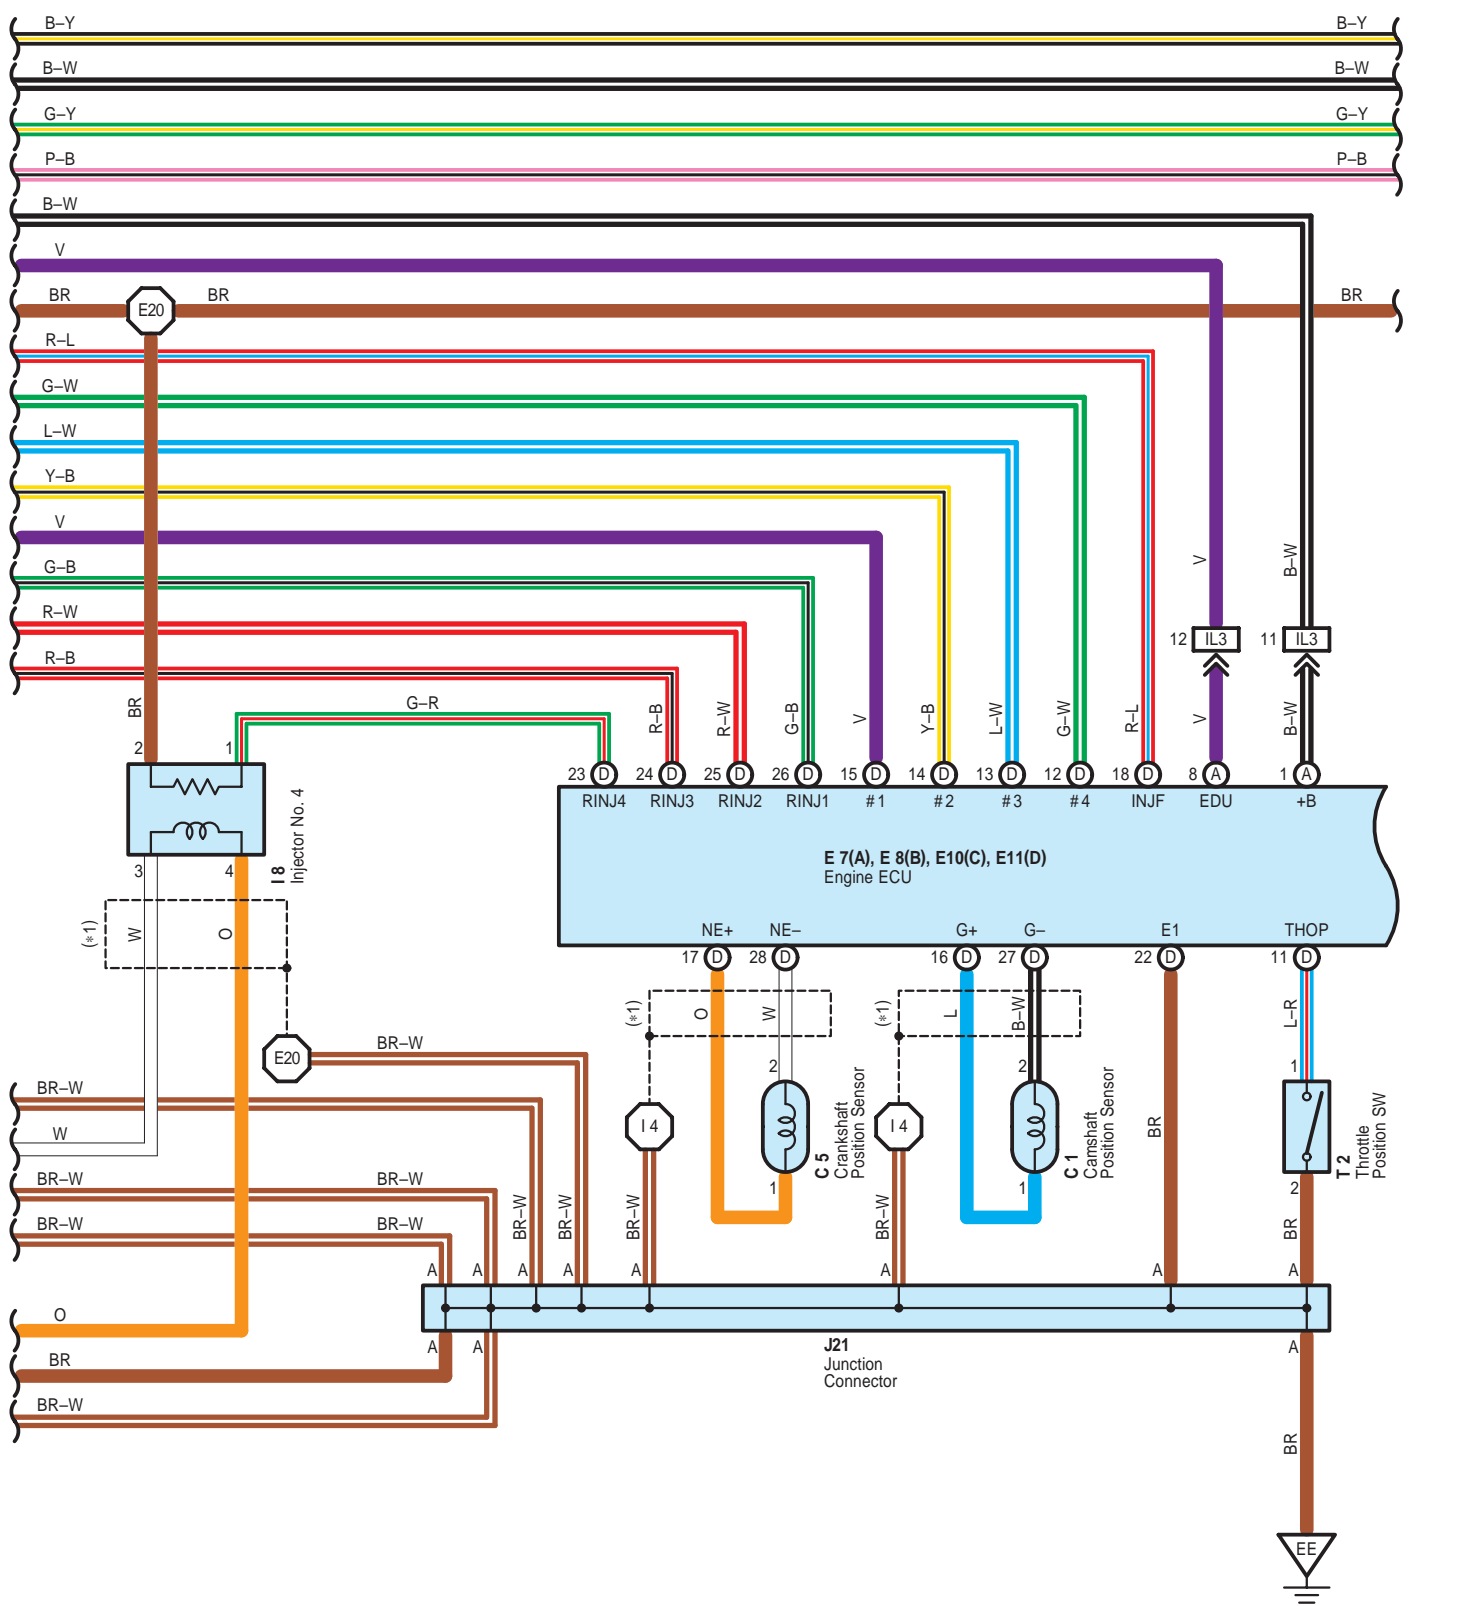 B–Y B–Y
B–W B–W
G–Y G–Y
P–B P–B
B–W
V
BR E20 BR BR
R–L
G–W
L–W
Y–B
V
G–B
R–W
R–B
V B–W
12 IL3 11 IL3
BR G–R R–B R–W G–B V Y–B L–W G–W R–L V B–W
2 1
23 D 24 D 25 D 26 D 15 D 14 D 13 D 12 D 18 D 8 A 1 A
RINJ4 RINJ3 RINJ2 RINJ1 #1 #2 #3 #4 INJF EDU +B
I 8
Injector No. 4
E 7(A), E 8(B), E10(C), E11(D)
Engine ECU
3 4
(*1) W O
NE+ NE– G+ G– E1 THOP
17 D 28 D 16 D 27 D 22 D 11 D
(*1) O W (*1) L B–W L–R
E20 BR–W
2 2 1
BR–W
W
I 4 I 4
C 5
Crankshaft
Position Sensor
C 1
Camshaft
Position Sensor
BR
T 2
Throttle
Position SW
1 1 2
BR–W BR–W
BR–W BR–W
BR–W BR–W BR–W BR–W BR
A A A A A A A A
O
J21
Junction
Connector
A A A
BR
BR–W
BR
EE